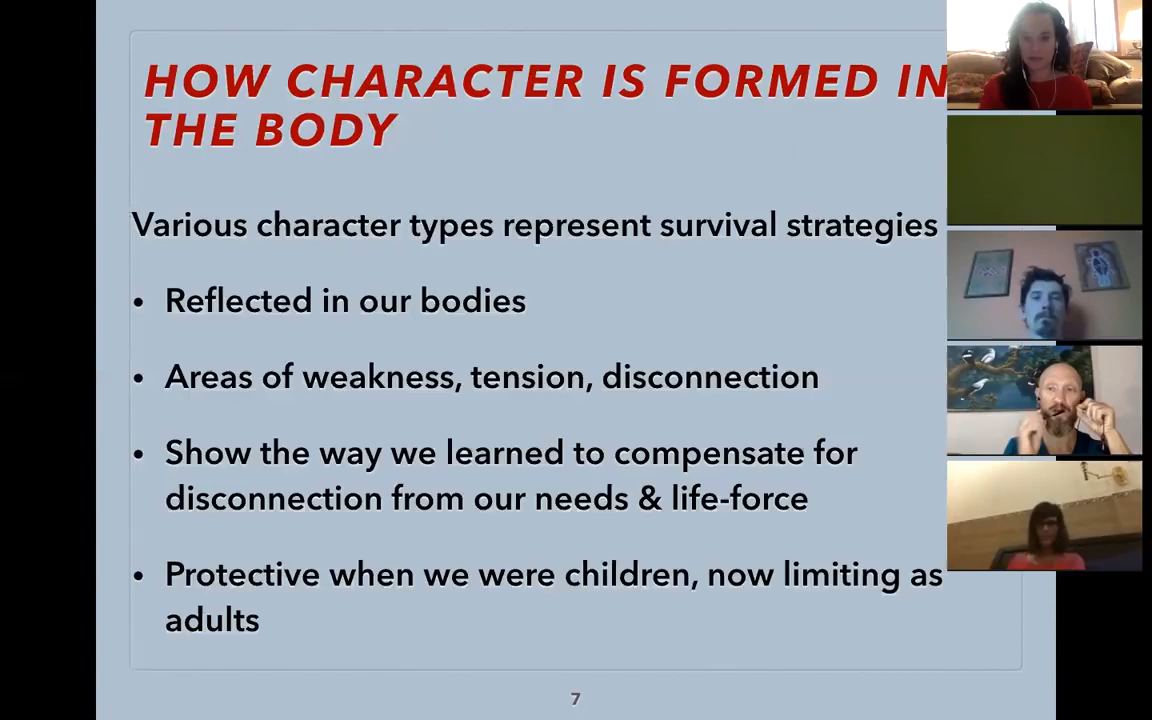 HOW CHARACTER IS FORMED IN
THE BODY
Various character types represent survival strategies
• Reflected in our bodies
• Areas of weakness, tension, disconnection
• Show the way we learned to compensate for
disconnection from our needs & life-force
• Protective when we were children, now limiting as
adults
7